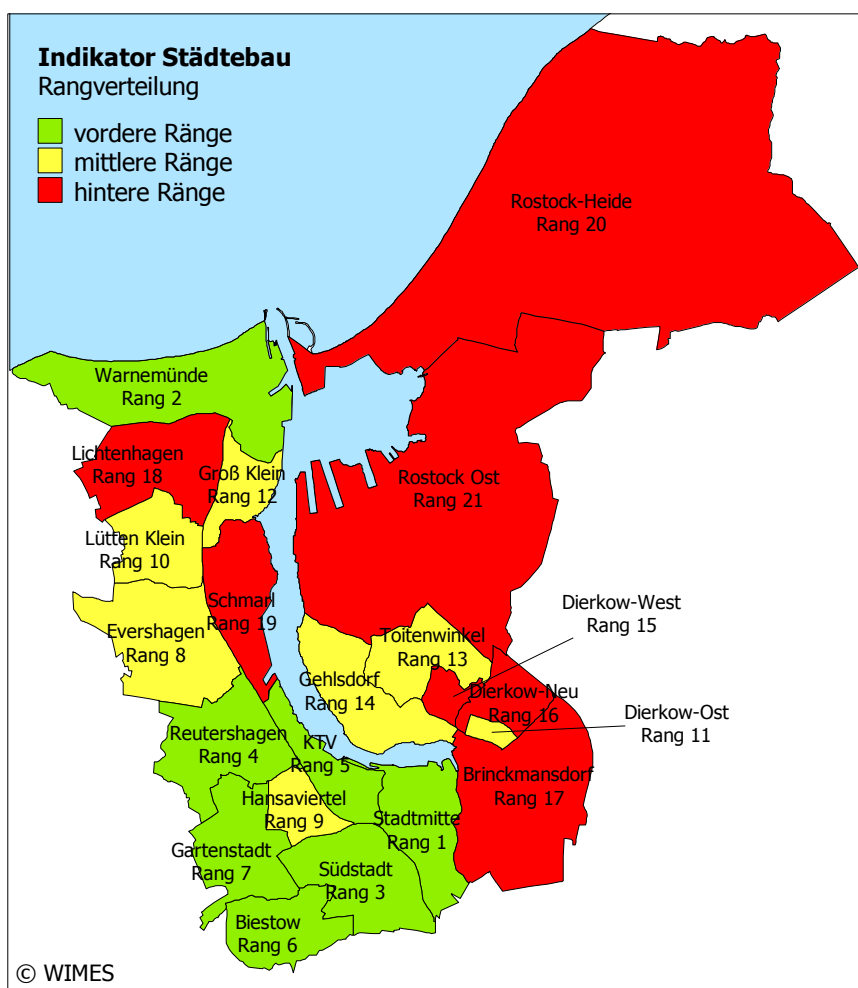 Indikator Städtebau
Rangverteilung
vordere Ränge
mittlere Ränge
hintere Ränge
Rostock-Heide
Rang 20
Warnemünde
Rang 2
Lichtenhagen
Rang 18
Groß Klein
Rang 12
Rostock Ost
Rang 21
Lütten Klein
Rang 10
Schmarl
Rang 19
Dierkow-West
Rang 15
Evershagen
Rang 8
Toitenwinkel
Rang 13
Gehlsdorf
Rang 14
Dierkow-Neu
Rang 16
Dierkow-Ost
Rang 11
Reutershagen
Rang 4
KTV
Rang 5
Brinckmansdorf
Rang 17
Hansaviertel
Rang 9
Stadtmitte
Rang 1
Gartenstadt
Rang 7
Südstadt
Rang 3
Biestow
Rang 6
© WIMES